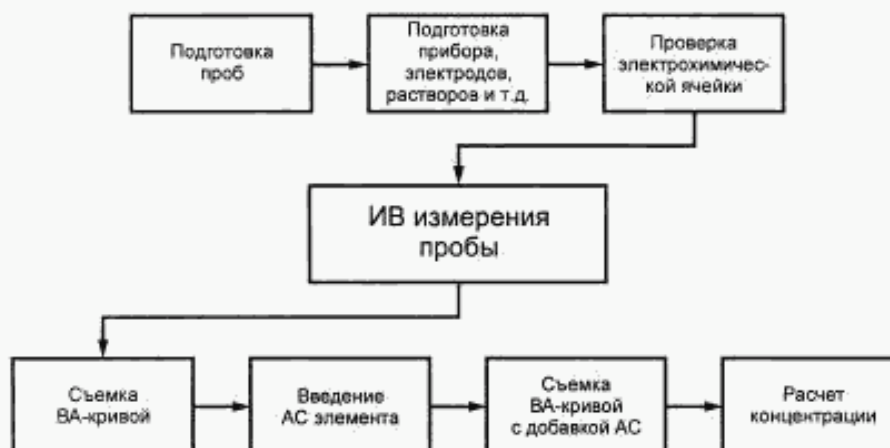 Подготовка
проб
Подготовка
прибора,
электродов,
растворов и т.д.
Проверка
электрохимичес-
кой ячейки
ИВ измерения
пробы
Съемка
ВА-кривой
Введение
АС элемента
Съемка
ВА-кривой
с добавкой АС
Расчет
концентрации